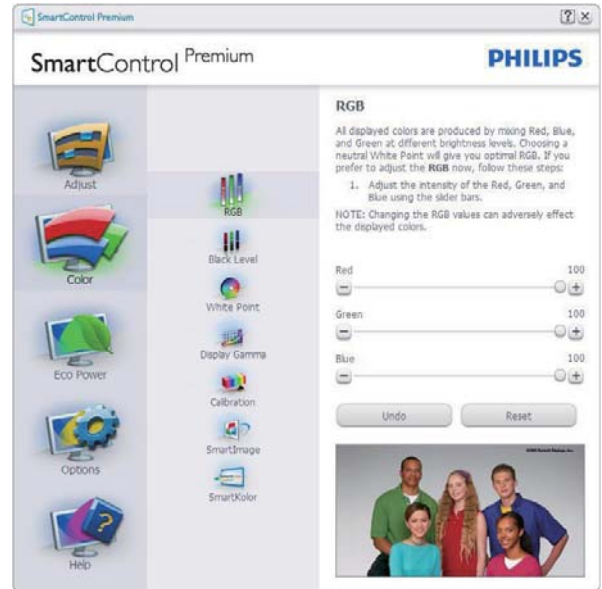 SmartControl Premium
? ×
SmartControl Premium
PHILIPS
Adjust
Color
Eco Power
Options
Help
RGB
Black Level
White Point
Display Gamma
Calibration
SmartImage
SmartKolor
RGB
All displayed colors are produced by mixing Red, Blue,
and Green at different brightness levels. Choosing a
neutral White Point will give you optimal RGB. If you
prefer to adjust the RGB now, follow these steps:
1. Adjust the intensity of the Red, Green, and
Blue using the slider bars.
NOTE: Changing the RGB values can adversely effect
the displayed colors.
Red 100
Green 100
Blue 100
Undo Reset